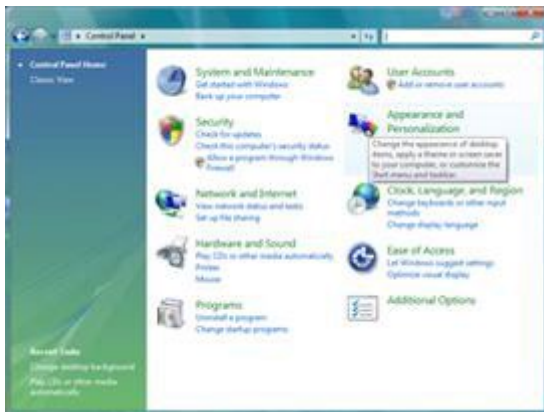 Control Panel
Control Panel Home
Classic View
System and Maintenance
Get started with Windows
Back up your computer
Security
Check for updates
Check this computer's security status
Allow a program through Windows
Firewall
Network and Internet
View network status and tasks
Set up file sharing
Hardware and Sound
Play CDs or other media automatically
Printer
Mouse
Programs
Uninstall a program
Change startup programs
User Accounts
Add or remove user accounts
Appearance and
Personalization
Change the appearance of desktop
items, apply a theme or screen saver
to your computer, or customize the
Start menu and taskbar.
Clock, Language, and Region
Change keyboards or other input
methods
Change display language
Ease of Access
Let Windows suggest settings
Optimize visual display
Additional Options
Recent Tasks
Change desktop background
Play CDs or other media
automatically